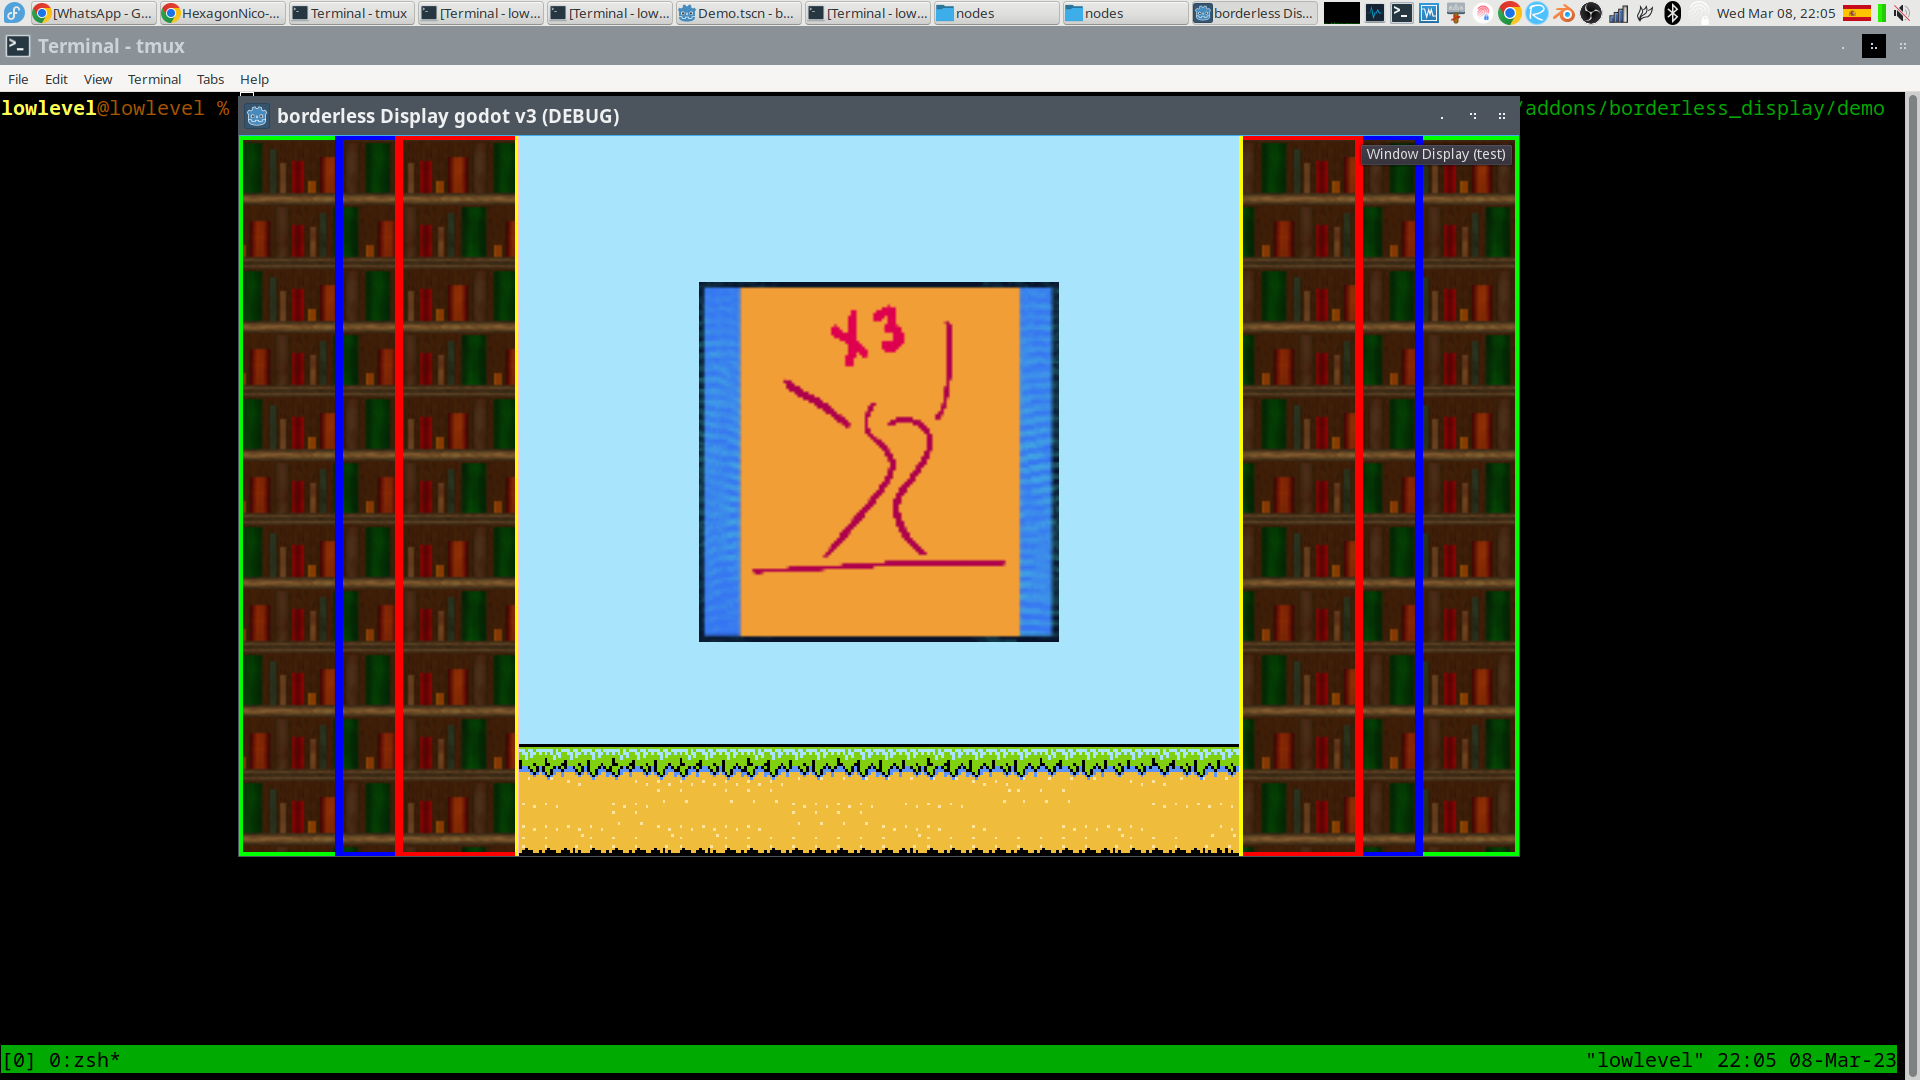 [WhatsApp - G...
HexagonNico-...
Terminal - tmux
[Terminal - low...
[Terminal - low...
Demo.tscn - b...
[Terminal - low...
nodes
nodes
borderless Dis...
Wed Mar 08, 22:05
Terminal - tmux
File Edit View Terminal Tabs Help
lowlevel@lowlevel %
/addons/borderless_display/demo
borderless Display godot v3 (DEBUG)
Window Display (test)
x3
[0] 0:zsh*
"lowlevel" 22:05 08-Mar-23